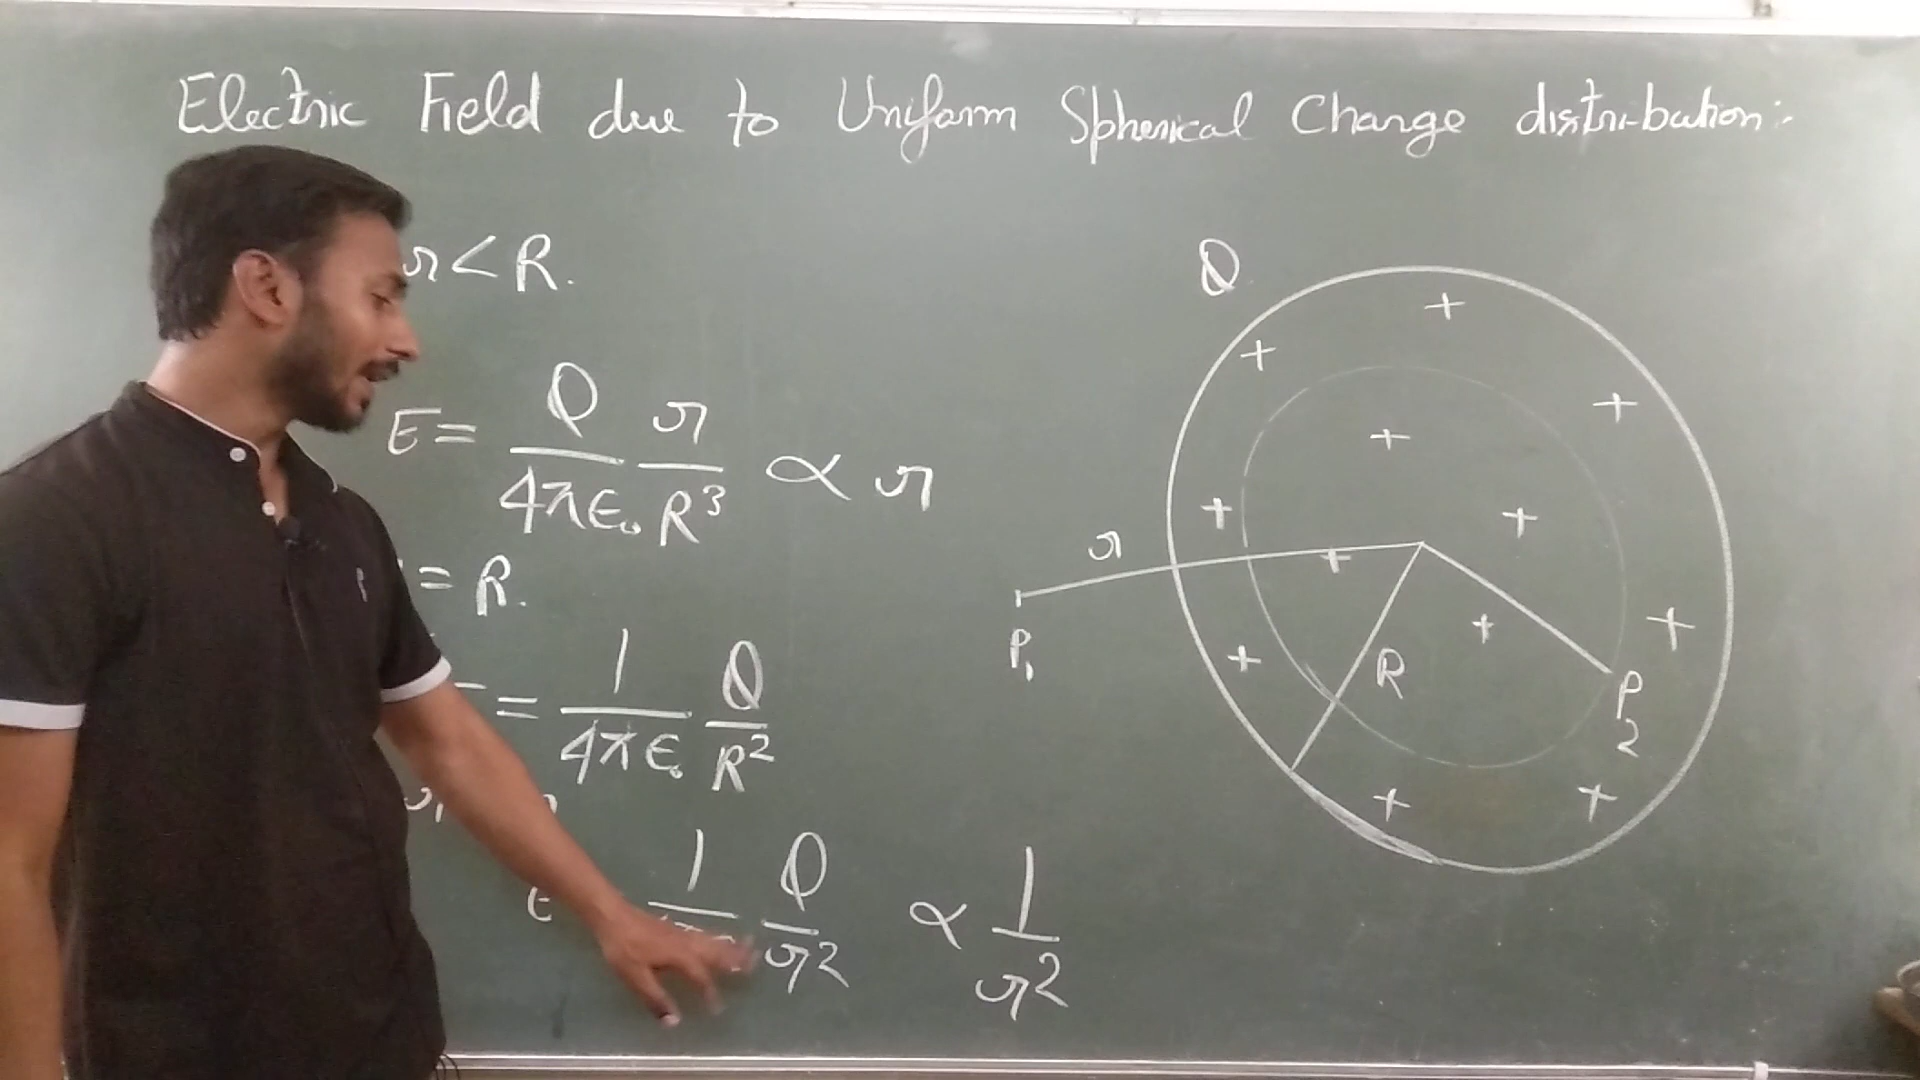 Electric Field due to Uniform Spherical Charge distribution:-
r < R.
E = Q/4πε₀ r/R³ ∝ r
= R.
= 1/4πε₀ Q/R²
E 1 Q/r² ∝ 1/r²
Q
r
P₁
R
P2